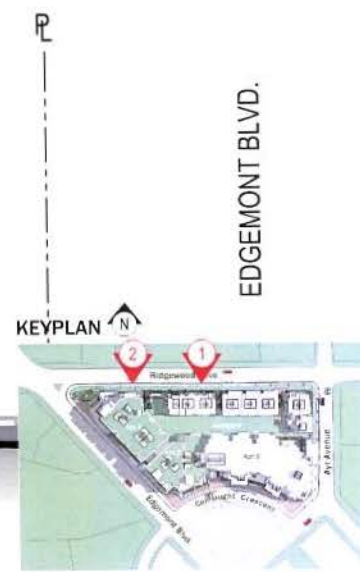 PL
EDGEMONT BLVD.
KEYPLAN N
2 1
Ridgewood Ave
Ayr Avenue
Connaught Crescent
Edgemont Blvd.